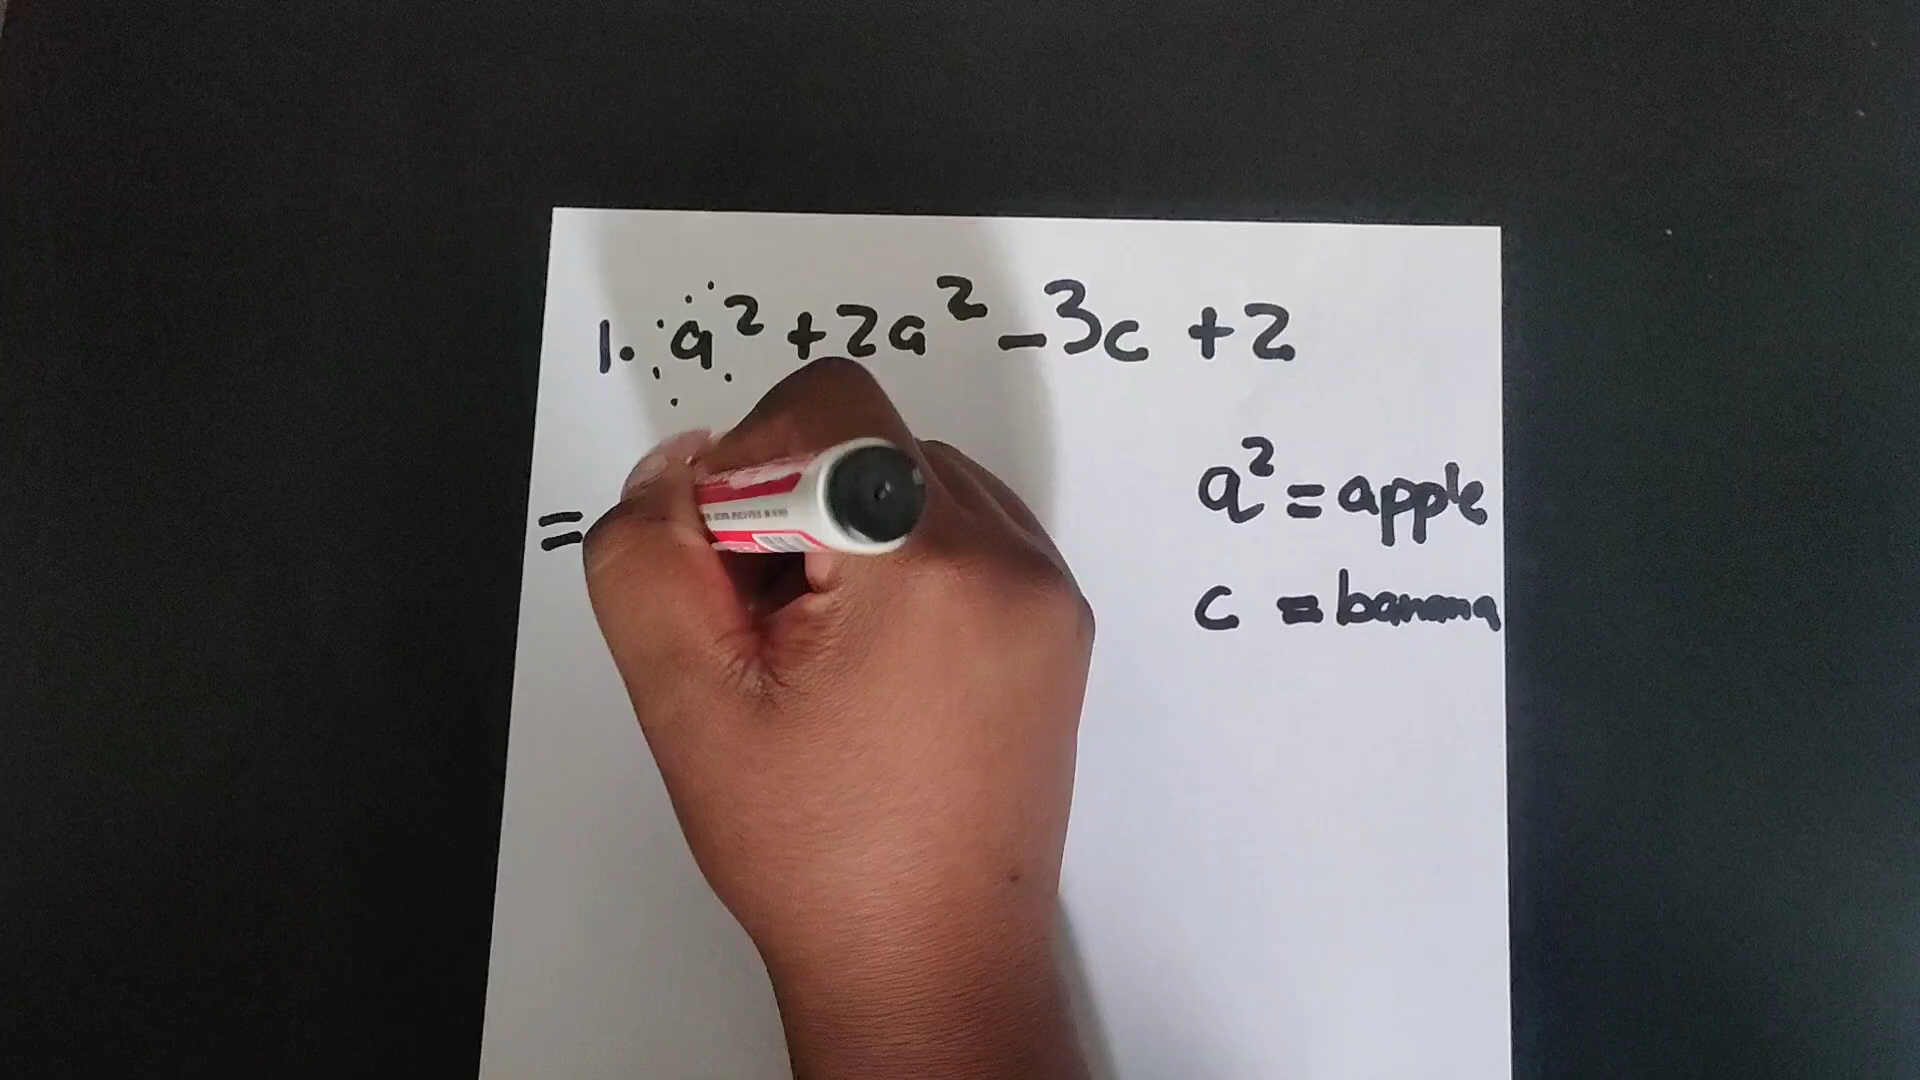 1. a² + 2a² - 3c + 2
a² = apple
=
c = banana